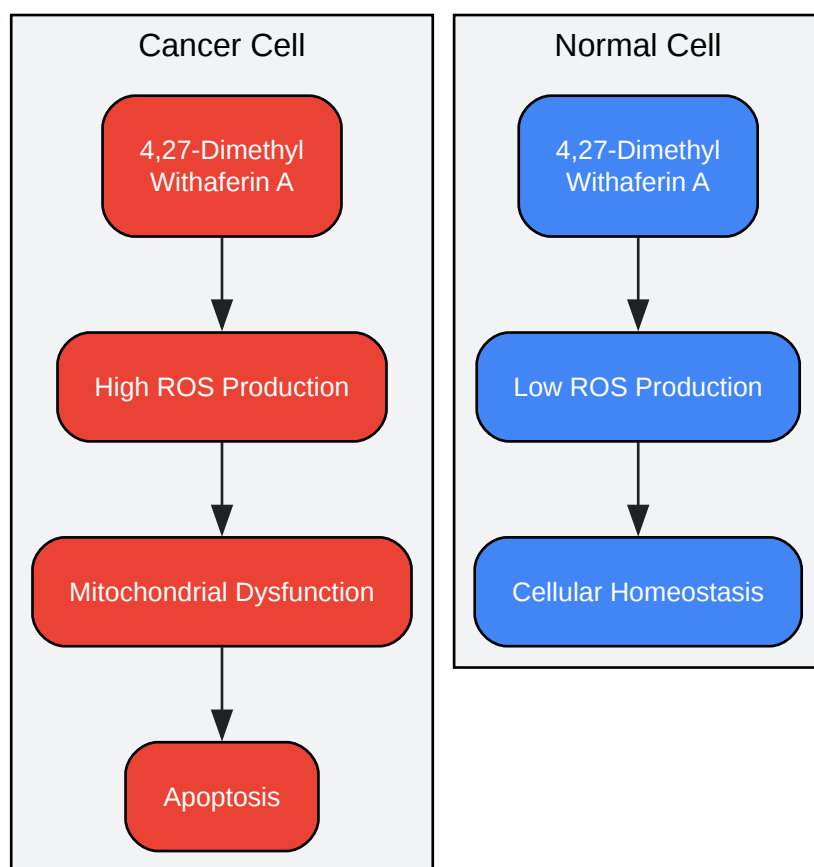 Cancer Cell
4,27-Dimethyl
Withaferin A
High ROS Production
Mitochondrial Dysfunction
Apoptosis
Normal Cell
4,27-Dimethyl
Withaferin A
Low ROS Production
Cellular Homeostasis